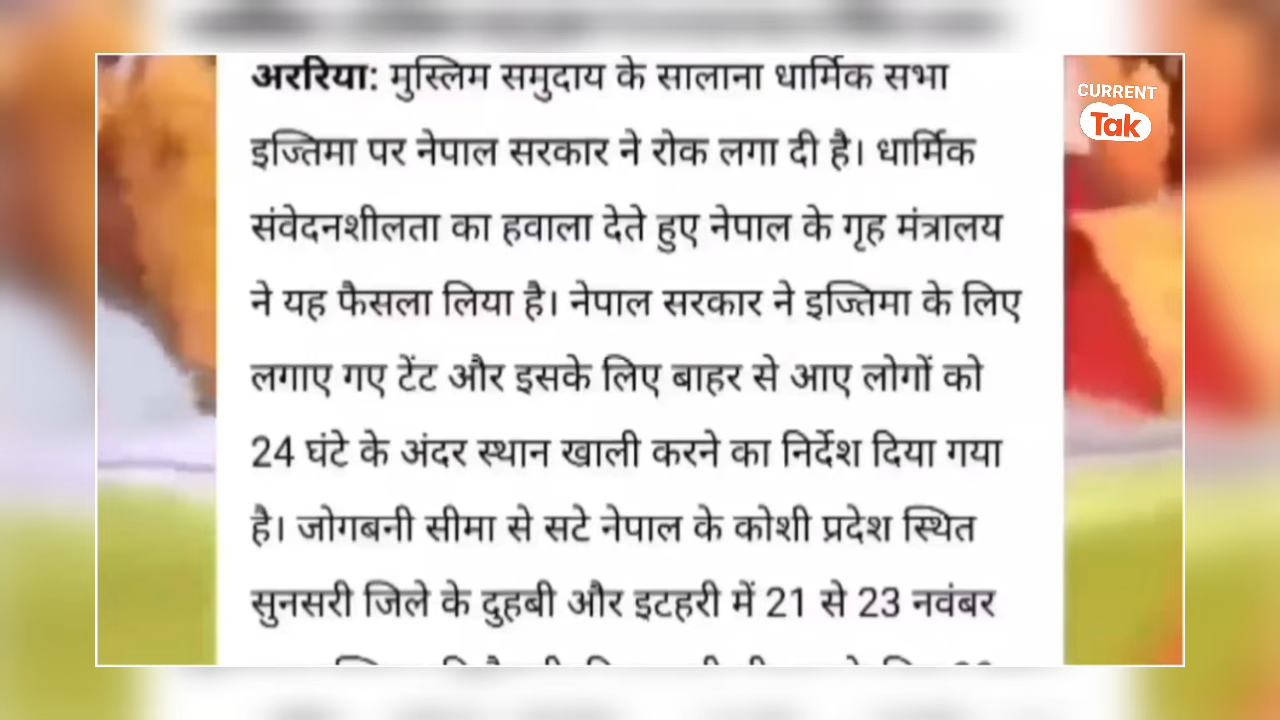 अररिया: मुस्लिम समुदाय के सालाना धार्मिक सभा
इज्तिमा पर नेपाल सरकार ने रोक लगा दी है। धार्मिक
संवेदनशीलता का हवाला देते हुए नेपाल के गृह मंत्रालय
ने यह फैसला लिया है। नेपाल सरकार ने इज्तिमा के लिए
लगाए गए टेंट और इसके लिए बाहर से आए लोगों को
24 घंटे के अंदर स्थान खाली करने का निर्देश दिया गया
है। जोगबनी सीमा से सटे नेपाल के कोशी प्रदेश स्थित
सुनसरी जिले के दुहबी और इटहरी में 21 से 23 नवंबर
CURRENT
Tak